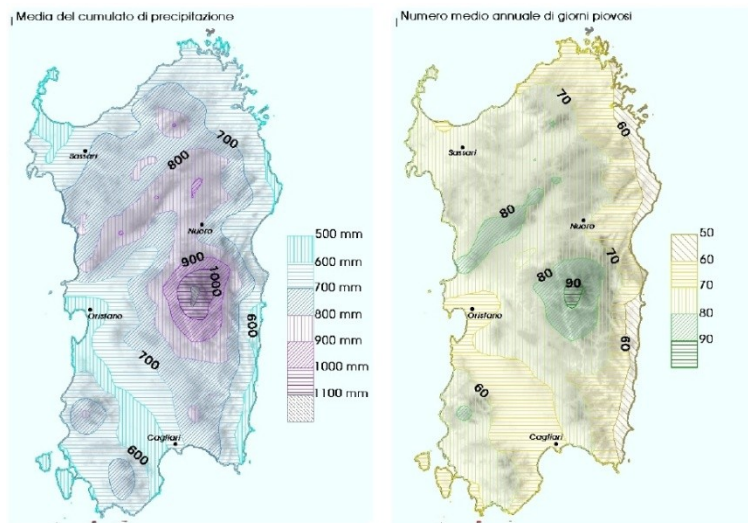 Media del cumulato di precipitazione
700
800
Sassari
Nuoro
900
1000
Oristano
600
700
Cagliari
600
500 mm
600 mm
700 mm
800 mm
900 mm
1000 mm
1100 mm
Numero medio annuale di giorni piovosi
70
60
Sassari
80
Nuoro
70
80
90
Oristano
60
60
Cagliari
50
60
70
80
90